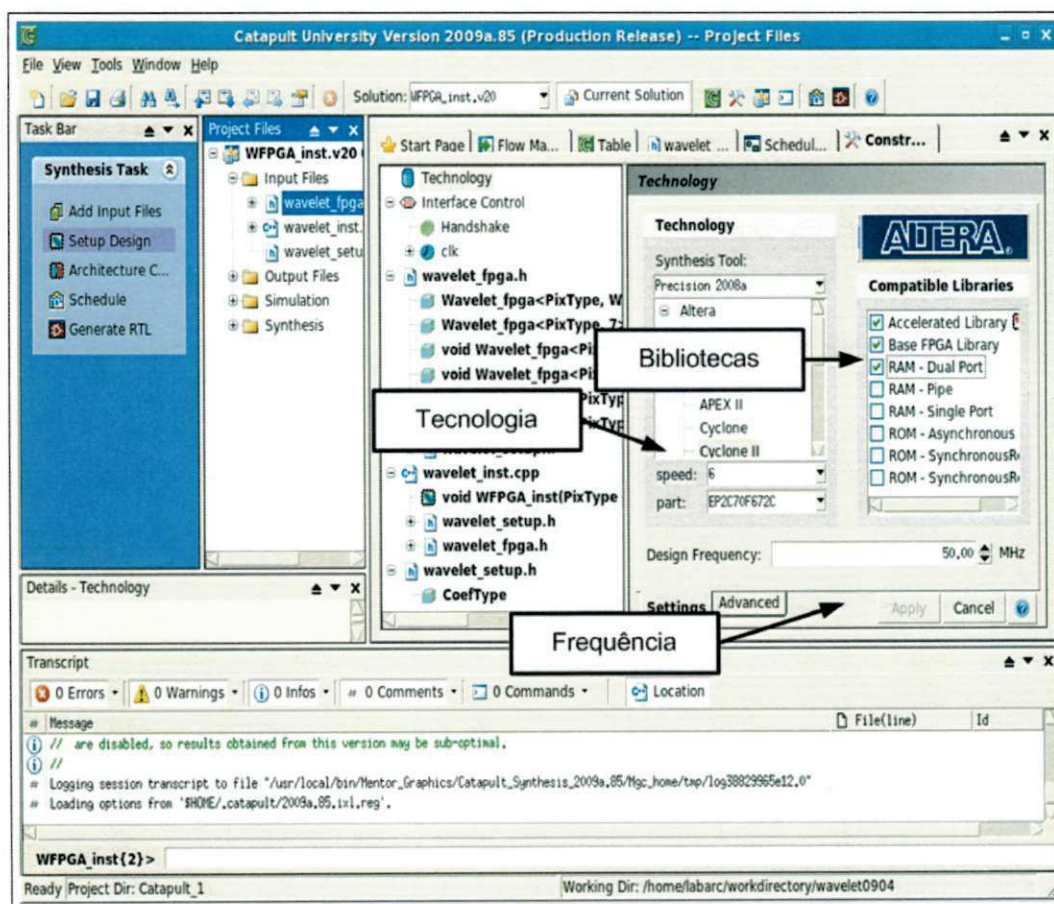 Catapult University Version 2009a.85 (Production Release) -- Project Files
File View Tools Window Help
Solution: WFPGA_inst.v20 Current Solution
Task Bar
Synthesis Task
Add Input Files
Setup Design
Architecture C...
Schedule
Generate RTL
Project Files
WFPGA_inst.v20
Input Files
wavelet_fpga
wavelet_inst.
wavelet_setu
Output Files
Simulation
Synthesis
Start Page Flow Ma... Table wavelet ... Schedul... Constr...
Technology
Interface Control
Handshake
clk
wavelet_fpga.h
Wavelet_fpga<PixType, W
Wavelet_fpga<PixType, 7>
void Wavelet_fpga<Pix
void Wavelet_fpga<Pix
wavelet_inst.cpp
void WFPGA_inst(PixType
wavelet_setup.h
wavelet_fpga.h
wavelet_setup.h
CoefType
Technology
Technology
Synthesis Tool:
Precision 2008a
Altera
APEX II
Cyclone
Cyclone II
speed: 6
part: EP2C70F672C
ALTERA.
Compatible Libraries
Accelerated Library
Base FPGA Library
RAM - Dual Port
RAM - Pipe
RAM - Single Port
ROM - Asynchronous
ROM - SynchronousR
ROM - SynchronousR
Bibliotecas
Tecnologia
Design Frequency: 50,00 MHz
Settings Advanced
Apply Cancel
Frequência
Details - Technology
Transcript
0 Errors 0 Warnings 0 Infos # 0 Comments 0 Commands Location
# Message File(line) Id
// are disabled, so results obtained from this version may be sub-optimal.
//
# Logging session transcript to file "/usr/local/bin/Mentor_Graphics/Catapult_Synthesis_2009a.85/Mgc_home/tmp/log38829965e12.0"
# Loading options from '$HOME/.catapult/2009a.85.ixl.reg'.
WFPGA_inst{2}>
Ready Project Dir: Catapult_1 Working Dir: /home/labarc/workdirectory/wavelet0904